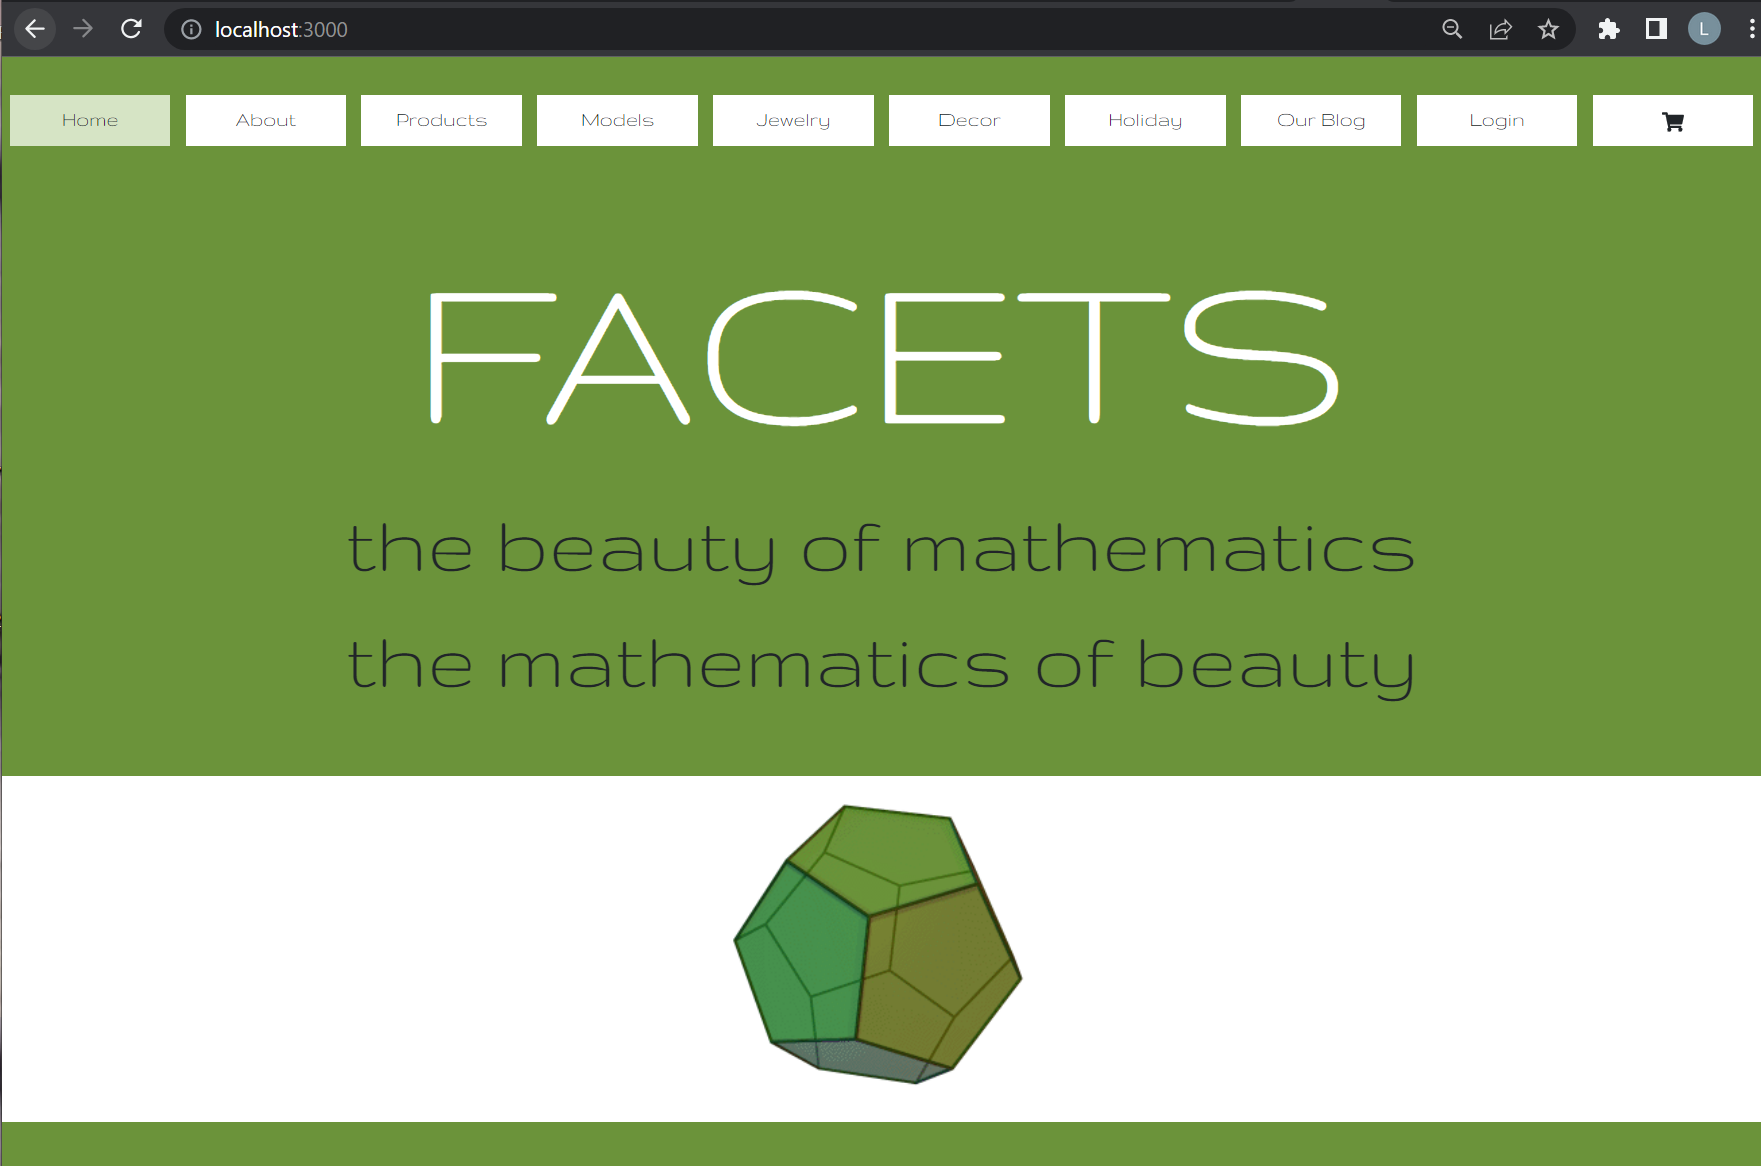 localhost:3000
L
Home About Products Models Jewelry Decor Holiday Our Blog Login
FACETS
the beauty of mathematics
the mathematics of beauty